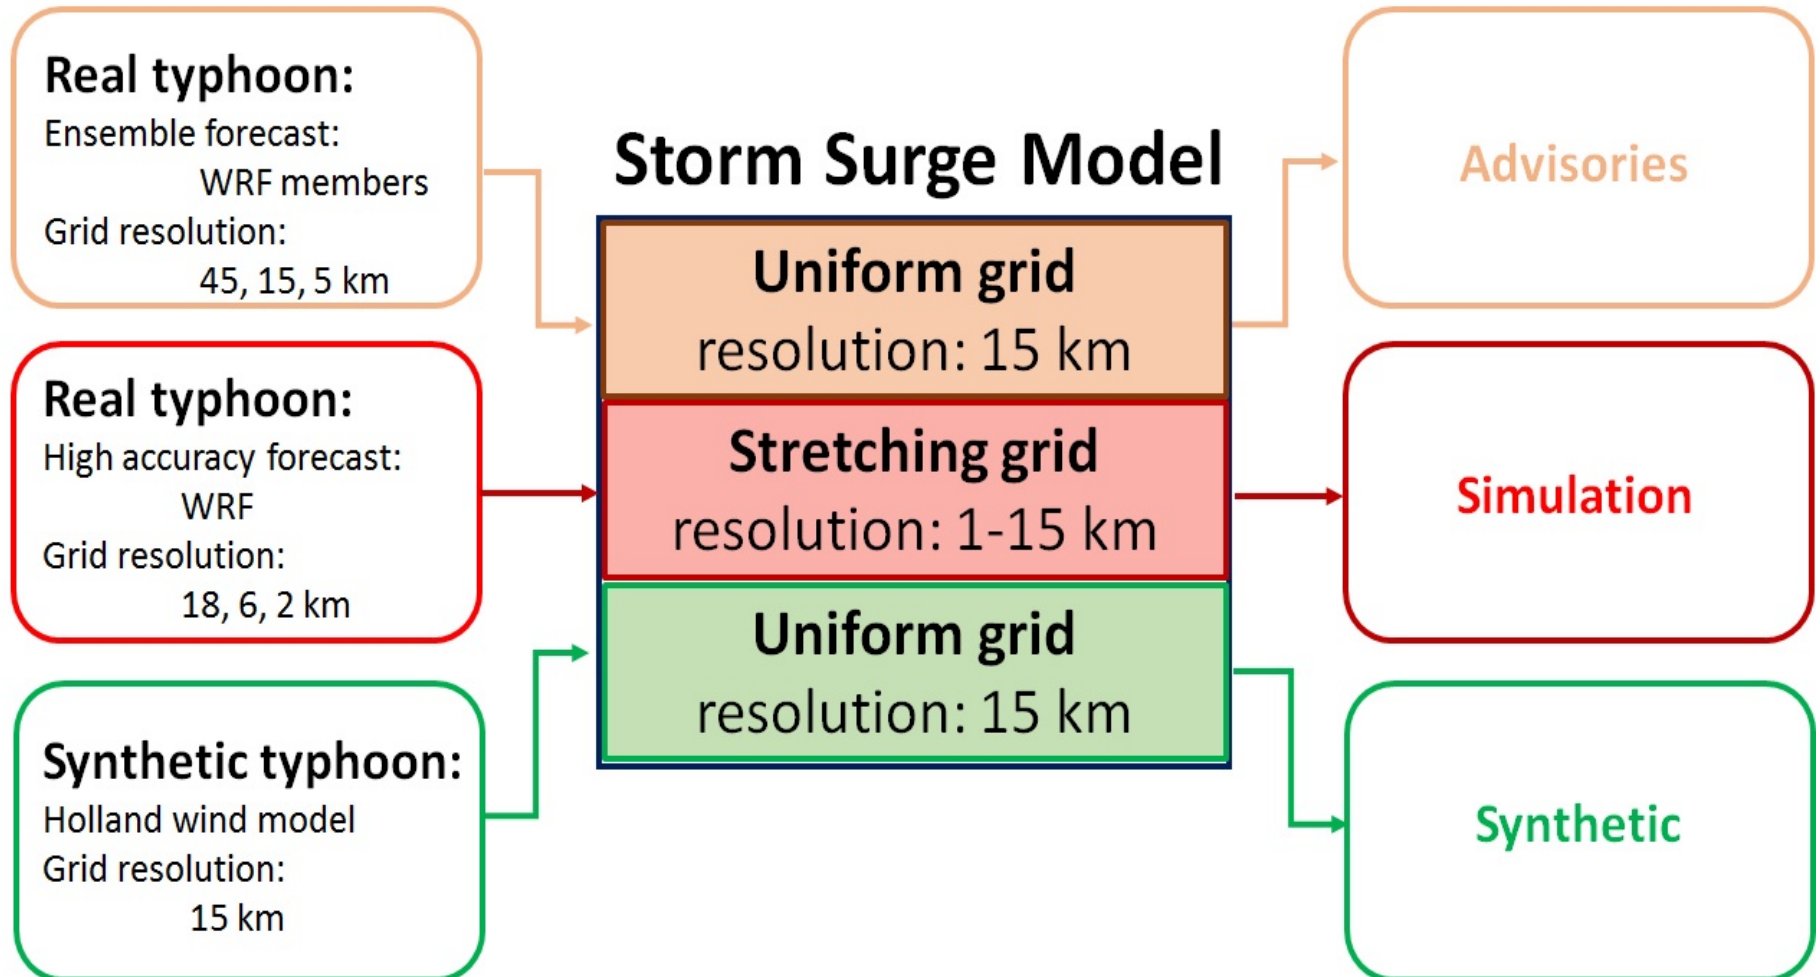 Real typhoon:
Ensemble forecast:
WRF members
Grid resolution:
45, 15, 5 km
Real typhoon:
High accuracy forecast:
WRF
Grid resolution:
18, 6, 2 km
Synthetic typhoon:
Holland wind model
Grid resolution:
15 km
Storm Surge Model
Uniform grid
resolution: 15 km
Stretching grid
resolution: 1-15 km
Uniform grid
resolution: 15 km
Advisories
Simulation
Synthetic